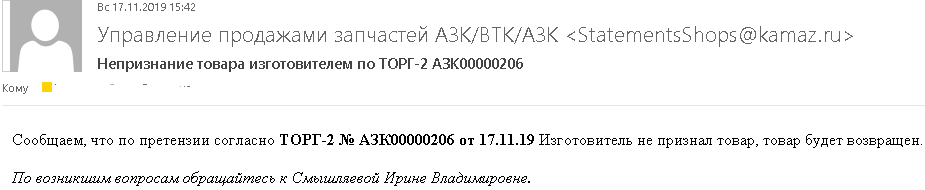 Вс 17.11.2019 15:42
Управление продажами запчастей АЗК/ВТК/АЗК <StatementsShops@kamaz.ru>
Непризнание товара изготовителем по ТОРГ-2 АЗК00000206
Кому
Сообщаем, что по претензии согласно ТОРГ-2 № АЗК00000206 от 17.11.19 Изготовитель не признал товар, товар будет возвращен.
По возникшим вопросам обращайтесь к Смышляевой Ирине Владимировне.